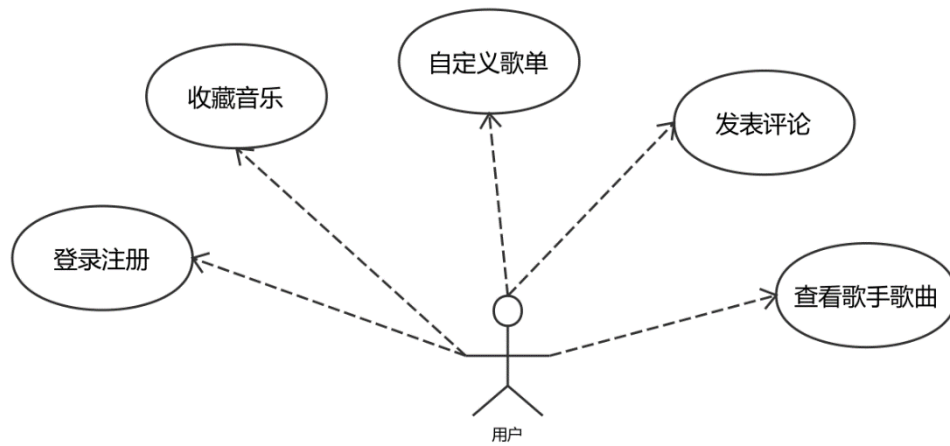 自定义歌单
收藏音乐
发表评论
登录注册
查看歌手歌曲
用户